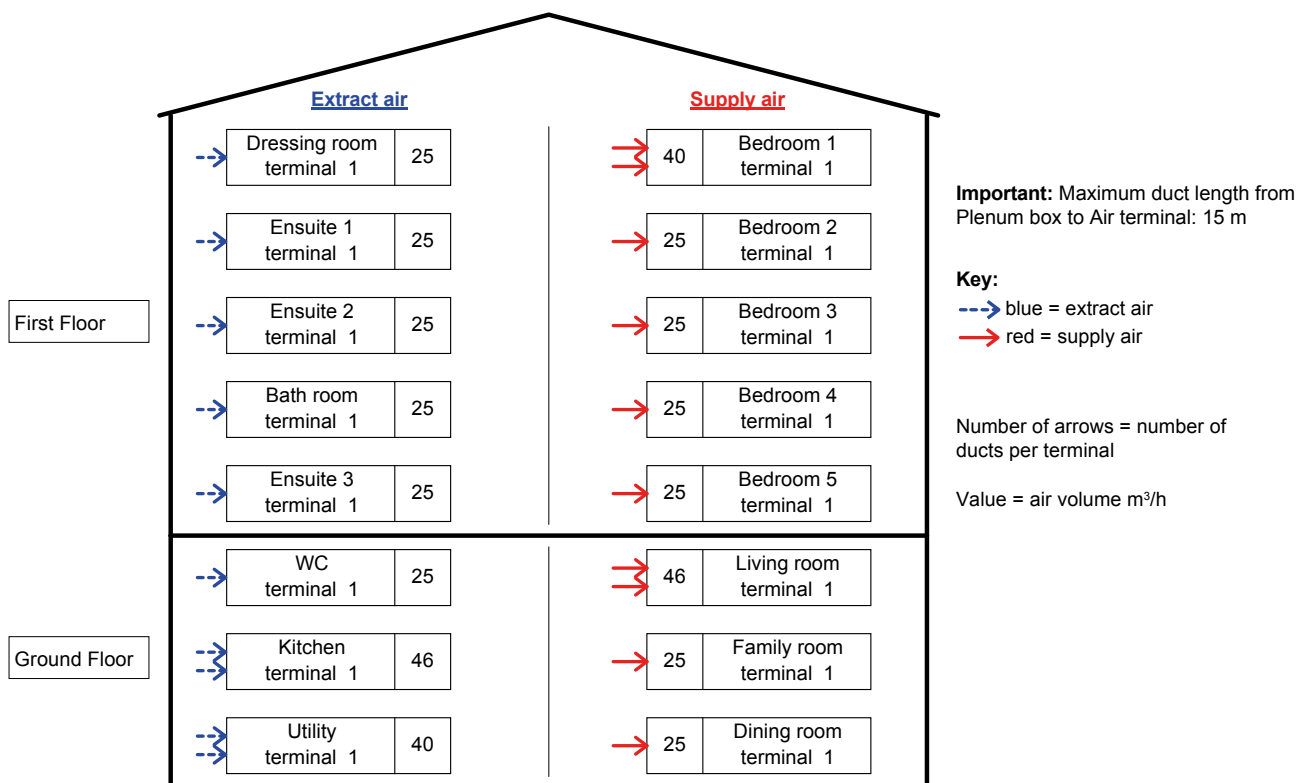 Extract air
Supply air
Dressing room
terminal 1
25
40
Bedroom 1
terminal 1
Important: Maximum duct length from
Plenum box to Air terminal: 15 m
Ensuite 1
terminal 1
25
25
Bedroom 2
terminal 1
Key:
blue = extract air
red = supply air
First Floor
Ensuite 2
terminal 1
25
25
Bedroom 3
terminal 1
Bath room
terminal 1
25
25
Bedroom 4
terminal 1
Number of arrows = number of
ducts per terminal
Value = air volume m³/h
Ensuite 3
terminal 1
25
25
Bedroom 5
terminal 1
WC
terminal 1
25
46
Living room
terminal 1
Ground Floor
Kitchen
terminal 1
46
25
Family room
terminal 1
Utility
terminal 1
40
25
Dining room
terminal 1